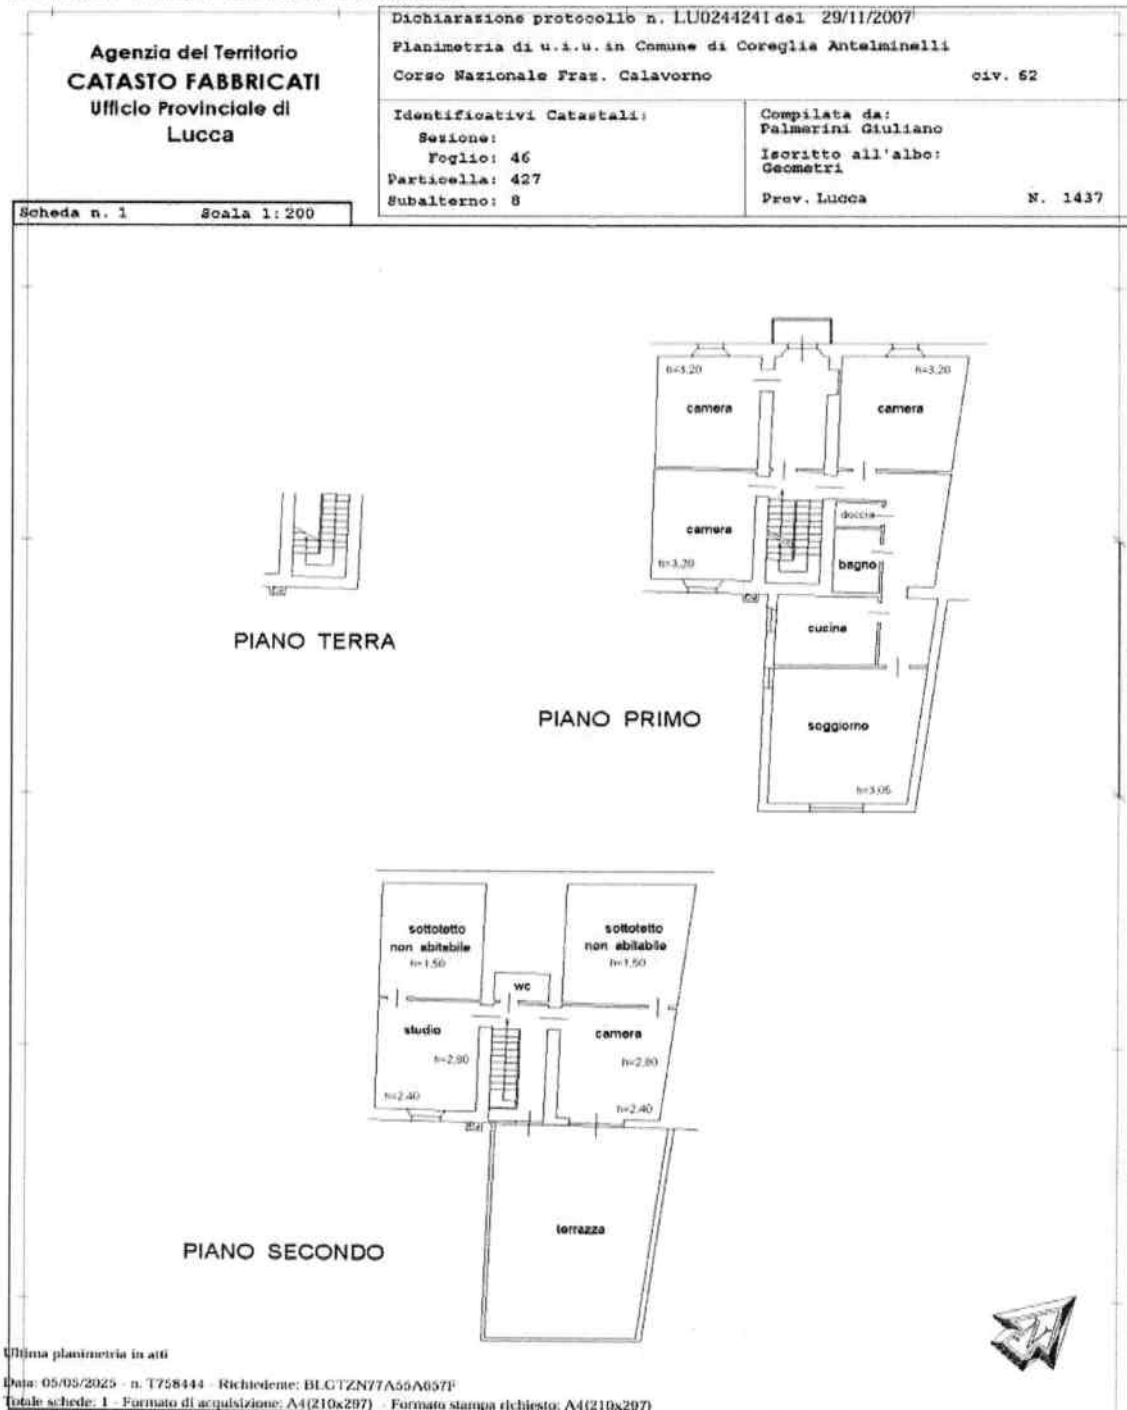 Agenzia del Territorio
CATASTO FABBRICATI
Ufficio Provinciale di
Lucca
Dichiarazione protocollo n. LU0244241 del 29/11/2007
Planimetria di u.i.u. in Comune di Coreglia Antelminelli
Corso Nazionale Fraz. Calavorno civ. 62
Identificativi Catastali:
Sezione:
Foglio: 46
Particella: 427
Subalterno: 8
Compilata da:
Palmerini Giuliano
Iscritto all'albo:
Geometri
Prov. Lucca N. 1437
Scheda n. 1 Scala 1:200
h=3,20
h=3,20
camera
camera
doccia
camera
h=3,20
bagno
cucina
soggiorno
h=3,05
PIANO TERRA
PIANO PRIMO
sottotetto
non abitabile
h=1,50
sottotetto
non abitabile
h=1,50
wc
studio
h=2,80
h=2,40
camera
h=2,80
h=2,40
terrazza
PIANO SECONDO
Ultima planimetria in atti
Data: 05/05/2025 - n. T758444 - Richiedente: BLGTZN77A55A657F
Totale schede: 1 - Formato di acquisizione: A4(210x297) - Formato stampa richiesto: A4(210x297)